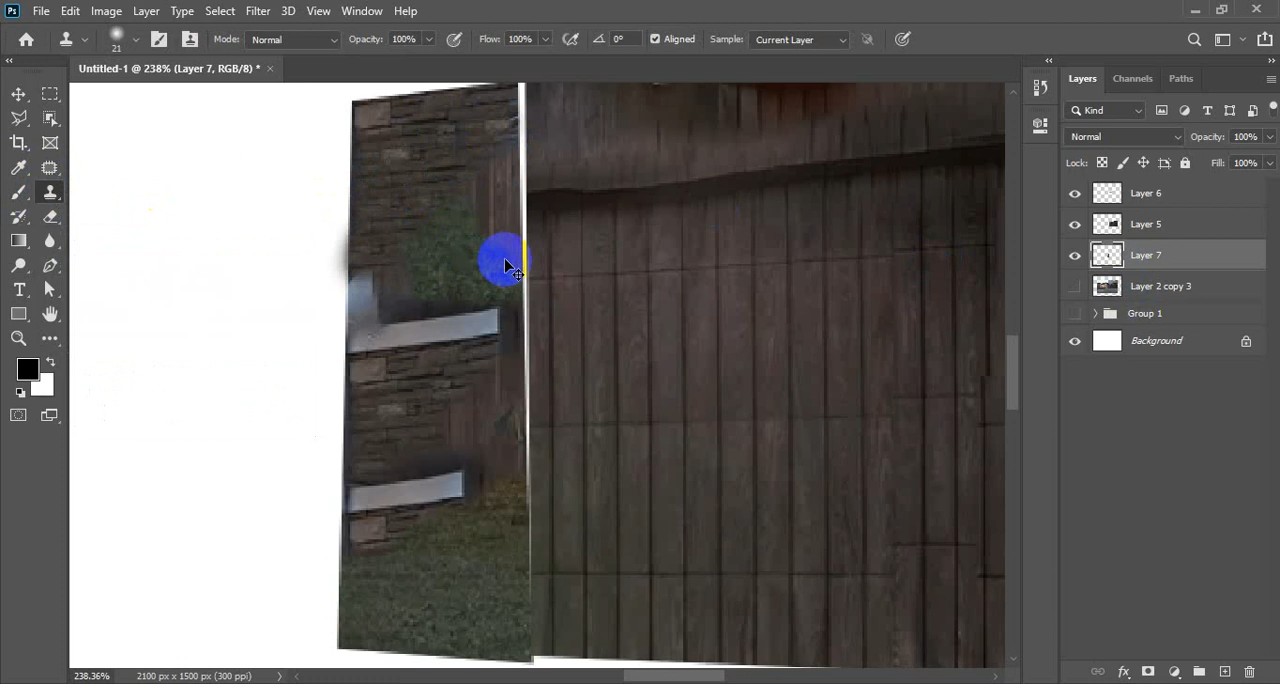 Ps File Edit Image Layer Type Select Filter 3D View Window Help
21 Mode: Normal Opacity: 100% Flow: 100% 0° Aligned Sample: Current Layer
Untitled-1 @ 238% (Layer 7, RGB/8) * ×
Layers Channels Paths
Kind
Normal Opacity: 100%
Lock: Fill: 100%
Layer 6
Layer 5
Layer 7
Layer 2 copy 3
Group 1
Background
238.36% 2100 px x 1500 px (300 ppi)